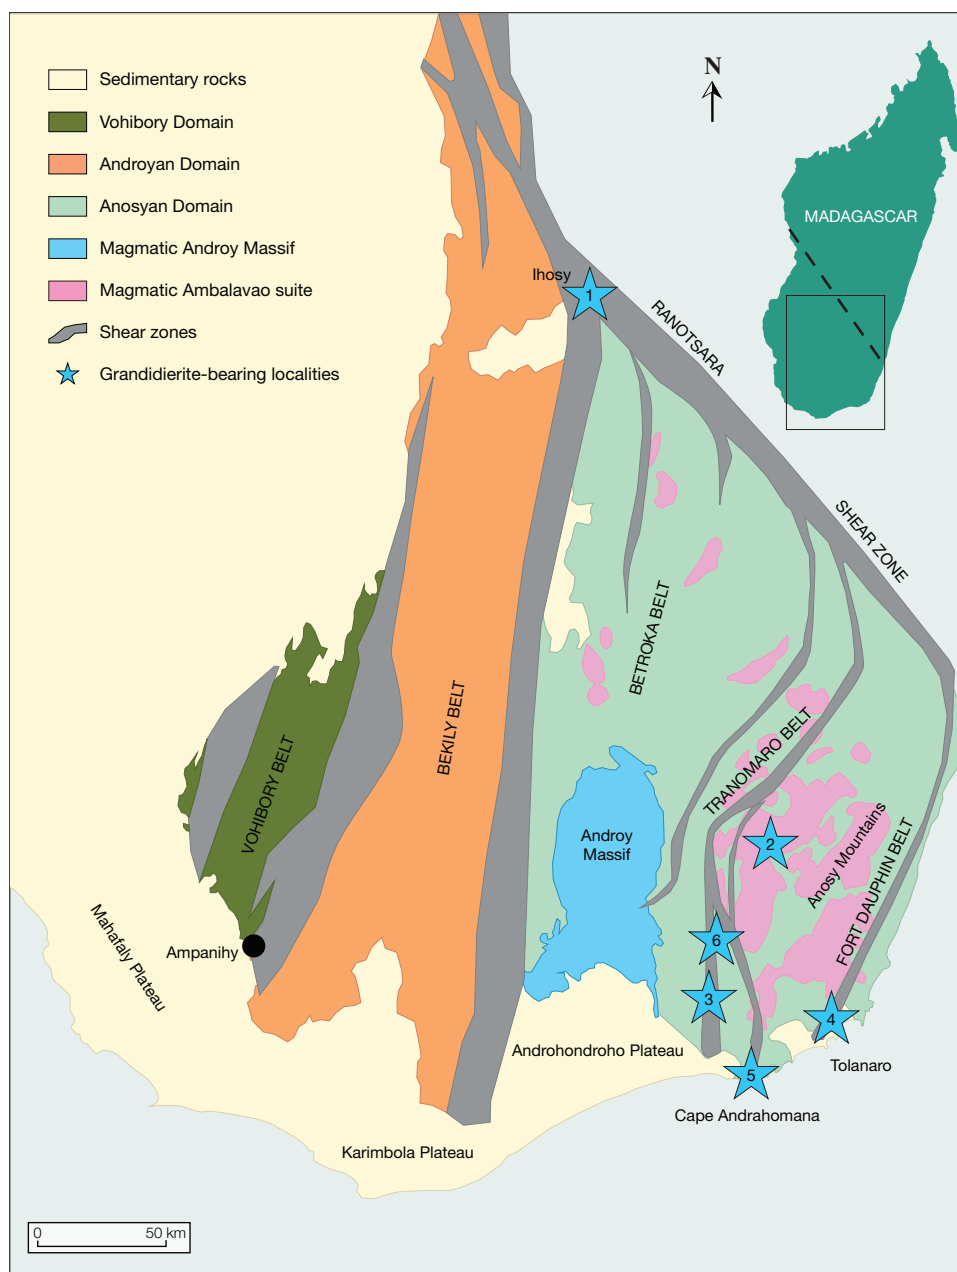 Sedimentary rocks
Vohibory Domain
Androyan Domain
Anosyan Domain
Magmatic Androy Massif
Magmatic Ambalavao suite
Shear zones
Grandidierite-bearing localities
N
MADAGASCAR
Ihosy
1
RANOTSARA
SHEAR ZONE
BETROKA BELT
BEKILY BELT
VOHIBORY BELT
TRANOMARO BELT
Androy
Massif
2
Anosy Mountains
FORT DAUPHIN BELT
Mahafaly Plateau
Ampanihy
6
3
4
Androhondroho Plateau
Tolanaro
5
Cape Andrahomana
Karimbola Plateau
0
50 km